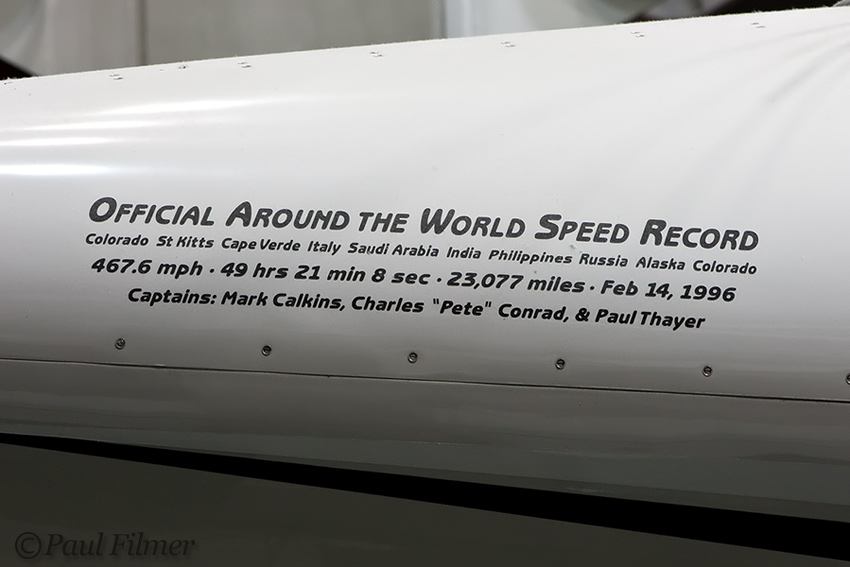 Official Around the World Speed Record
Colorado St Kitts Cape Verde Italy Saudi Arabia India Philippines Russia Alaska Colorado
467.6 mph · 49 hrs 21 min 8 sec · 23,077 miles · Feb 14, 1996
Captains: Mark Calkins, Charles "Pete" Conrad, & Paul Thayer
©Paul Filmer